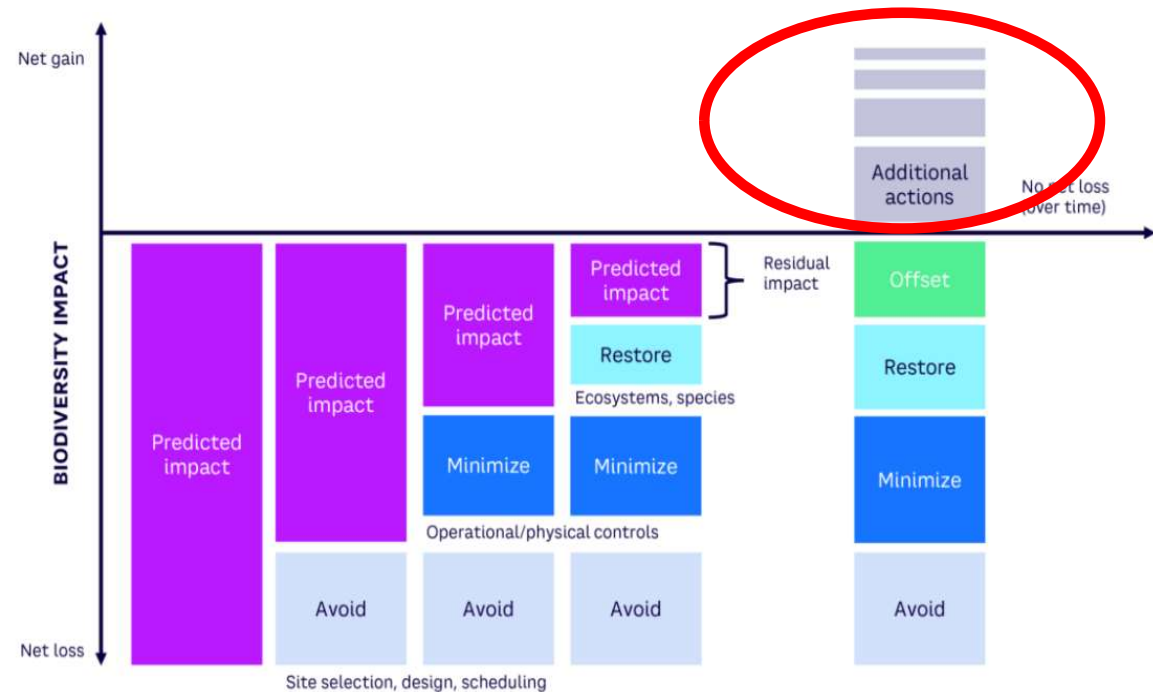 Net gain
Additional
actions
No net loss
(over time)
BIODIVERSITY IMPACT
Predicted
impact
Predicted
impact
Predicted
impact
Predicted
impact
Residual
impact
Offset
Restore
Restore
Ecosystems, species
Minimize
Minimize
Minimize
Operational/physical controls
Avoid
Avoid
Avoid
Avoid
Net loss
Site selection, design, scheduling